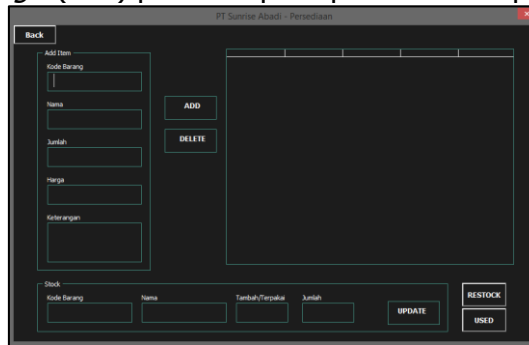 PT Sunrise Abadi - Persediaan
Back
Add Item
Kode Barang
Nama
ADD
Jumlah
DELETE
Harga
Keterangan
Stock
Kode Barang Nama Tambah/Terpakai Jumlah
RESTOCK
UPDATE
USED